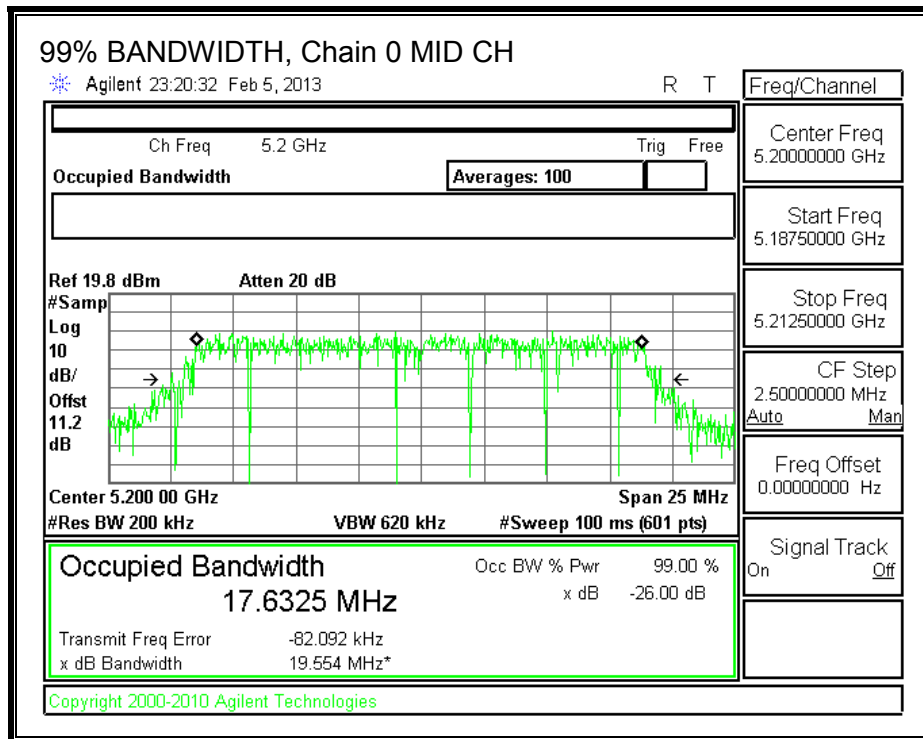 99% BANDWIDTH, Chain 0 MID CH
Agilent 23:20:32 Feb 5, 2013 R T
Freq/Channel
Ch Freq 5.2 GHz Trig Free
Occupied Bandwidth Averages: 100
Center Freq
5.20000000 GHz
Start Freq
5.18750000 GHz
Stop Freq
5.21250000 GHz
CF Step
2.50000000 MHz
Auto Man
Freq Offset
0.00000000 Hz
Signal Track
On Off
Ref 19.8 dBm Atten 20 dB
#Samp
Log
10
dB/
Offst
11.2
dB
Center 5.200 00 GHz Span 25 MHz
#Res BW 200 kHz VBW 620 kHz #Sweep 100 ms (601 pts)
Occupied Bandwidth Occ BW % Pwr 99.00 %
17.6325 MHz x dB -26.00 dB
Transmit Freq Error -82.092 kHz
x dB Bandwidth 19.554 MHz*
Copyright 2000-2010 Agilent Technologies